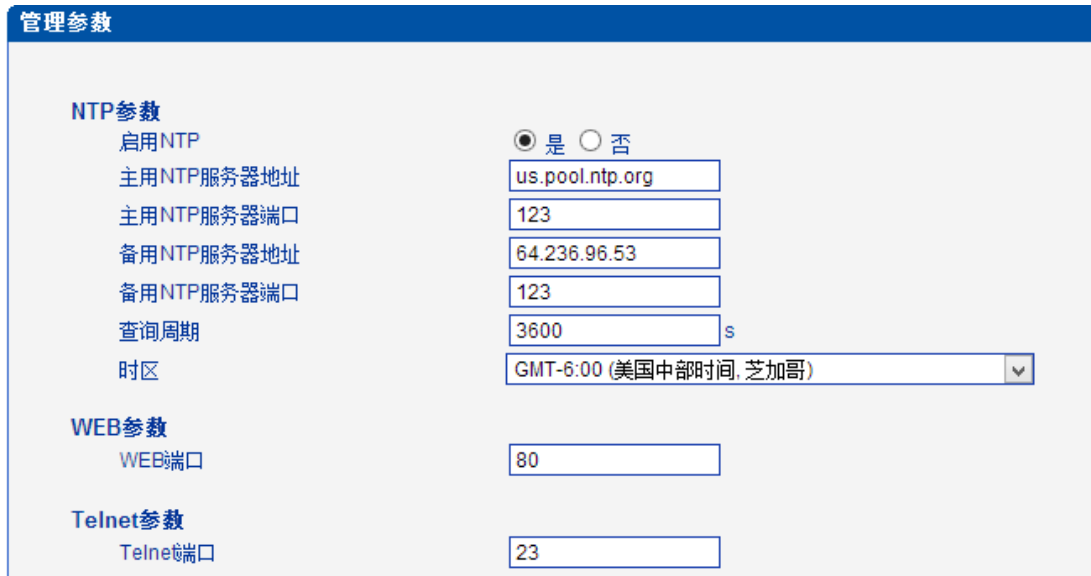 管理参数
NTP参数
启用NTP 是 否
主用NTP服务器地址 us.pool.ntp.org
主用NTP服务器端口 123
备用NTP服务器地址 64.236.96.53
备用NTP服务器端口 123
查询周期 3600 s
时区 GMT-6:00 (美国中部时间, 芝加哥)
WEB参数
WEB端口 80
Telnet参数
Telnet端口 23